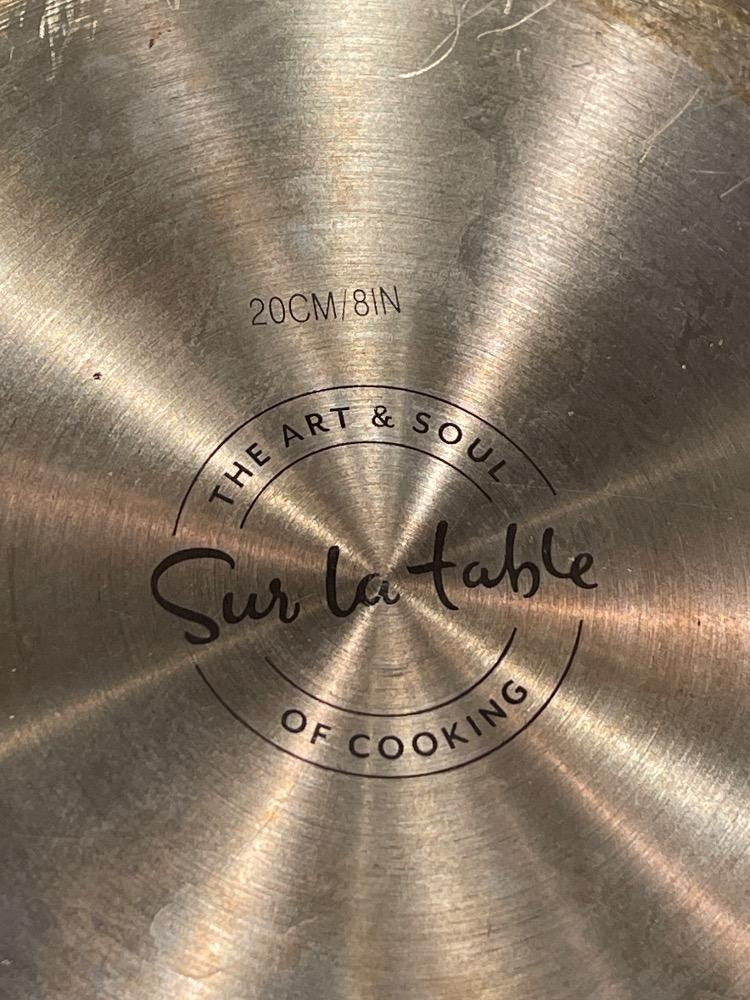 20CM/8IN
THE ART & SOUL
Sur la table
OF COOKING